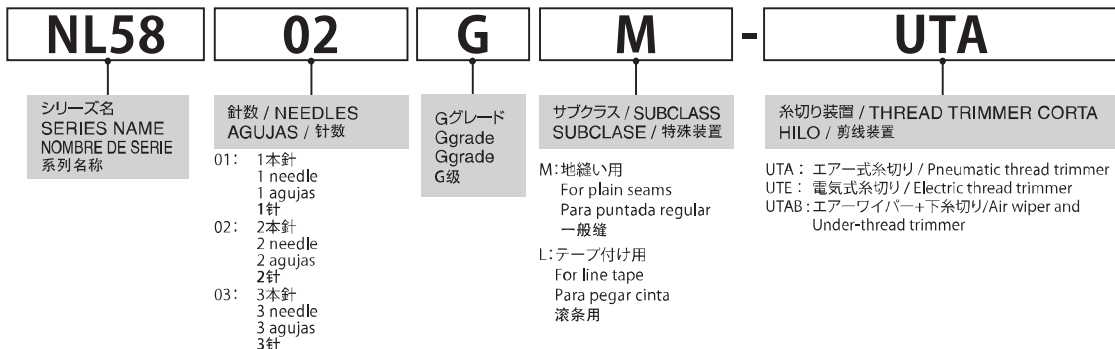 NL58 02 G M - UTA
シリーズ名
SERIES NAME
NOMBRE DE SERIE
系列名称
針数 / NEEDLES
AGUJAS / 针数
01: 1本針
1 needle
1 agujas
1针
02: 2本針
2 needle
2 agujas
2针
03: 3本針
3 needle
3 agujas
3针
Gグレード
Ggrade
Ggrade
G级
サブクラス / SUBCLASS
SUBCLASE / 特殊装置
M:地縫い用
For plain seams
Para puntada regular
一般缝
L:テープ付け用
For line tape
Para pegar cinta
滚条用
糸切り装置 / THREAD TRIMMER CORTA
HILO / 剪线装置
UTA : エアー式糸切り / Pneumatic thread trimmer
UTE : 電気式糸切り / Electric thread trimmer
UTAB : エアーワイパー+下糸切り/Air wiper and
Under-thread trimmer